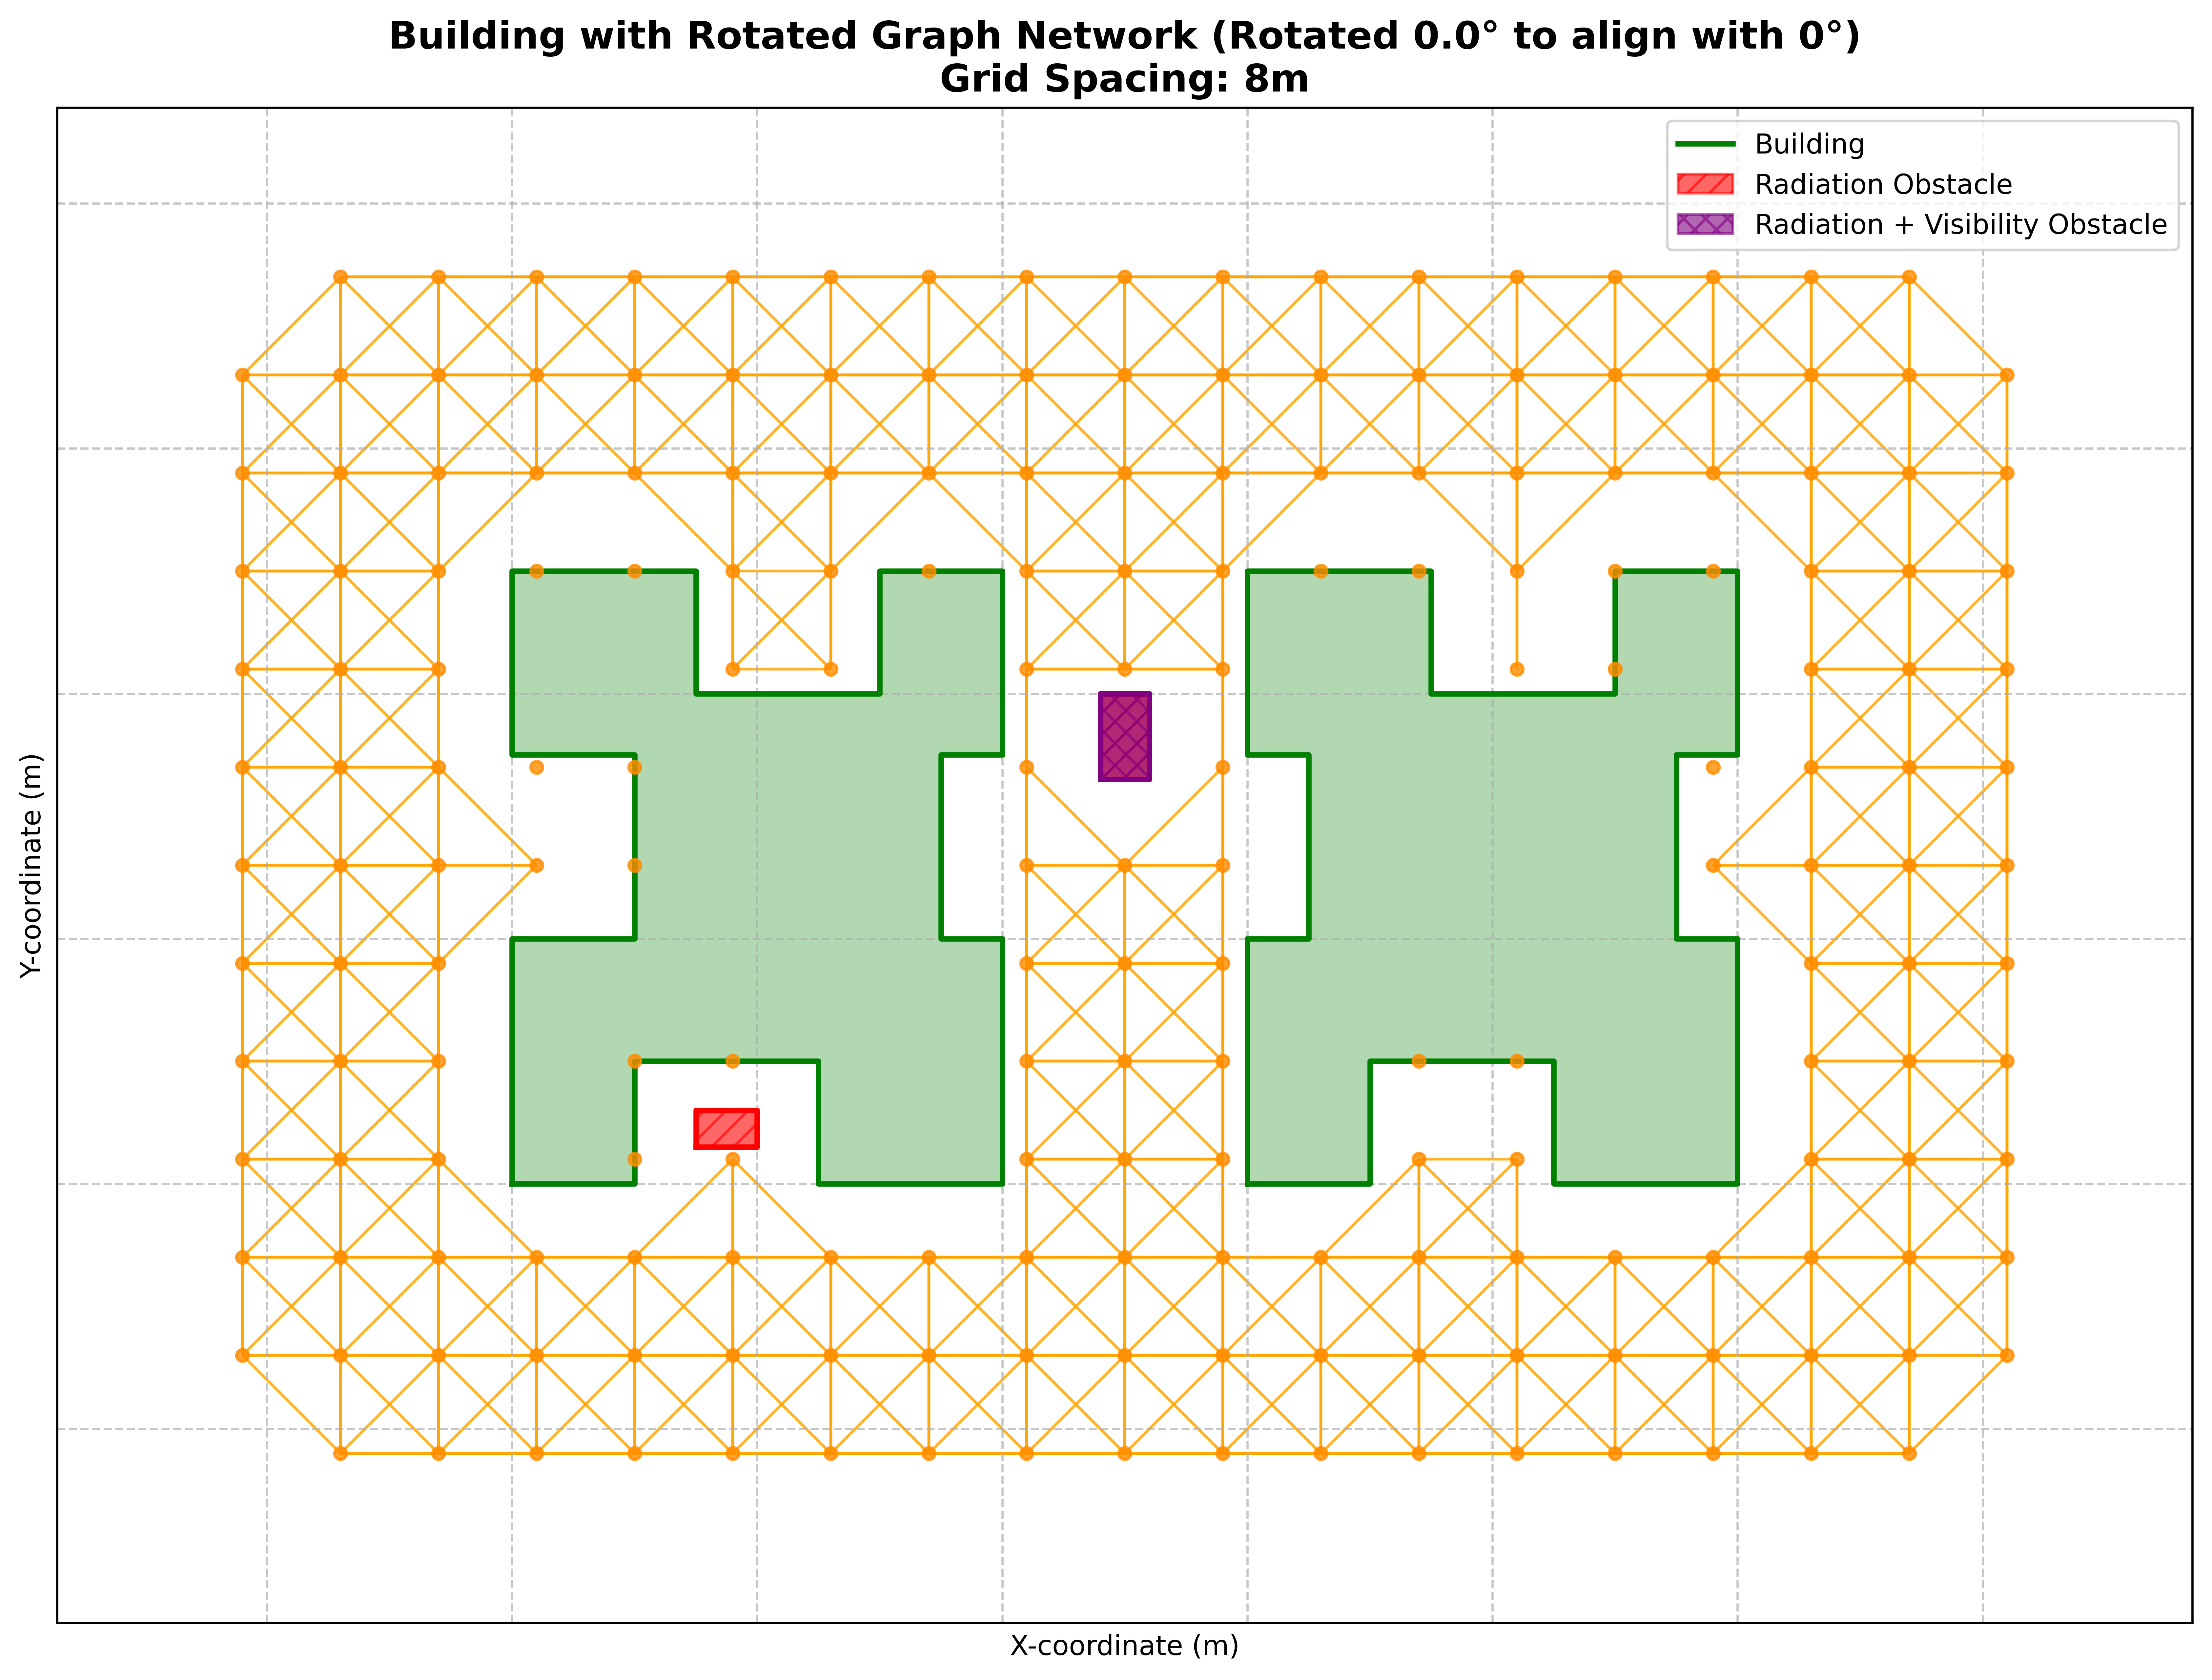 Building with Rotated Graph Network (Rotated 0.0° to align with 0°)
Grid Spacing: 8m
Building
Radiation Obstacle
Radiation + Visibility Obstacle
Y-coordinate (m)
X-coordinate (m)